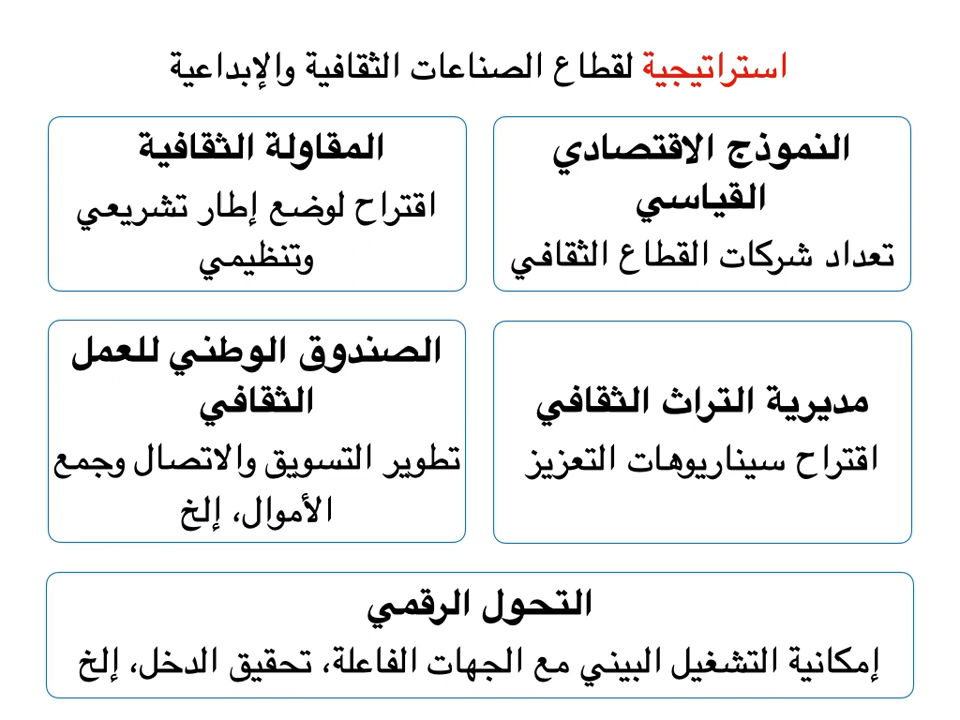 استراتيجية لقطاع الصناعات الثقافية والإبداعية
النموذج الاقتصادي
القياسي
تعداد شركات القطاع الثقافي
المقاولة الثقافية
اقتراح لوضع إطار تشريعي
وتنظيمي
مديرية التراث الثقافي
اقتراح سيناريوهات التعزيز
الصندوق الوطني للعمل
الثقافي
تطوير التسويق والاتصال وجمع
الأموال، إلخ
التحول الرقمي
إمكانية التشغيل البيني مع الجهات الفاعلة، تحقيق الدخل، إلخ